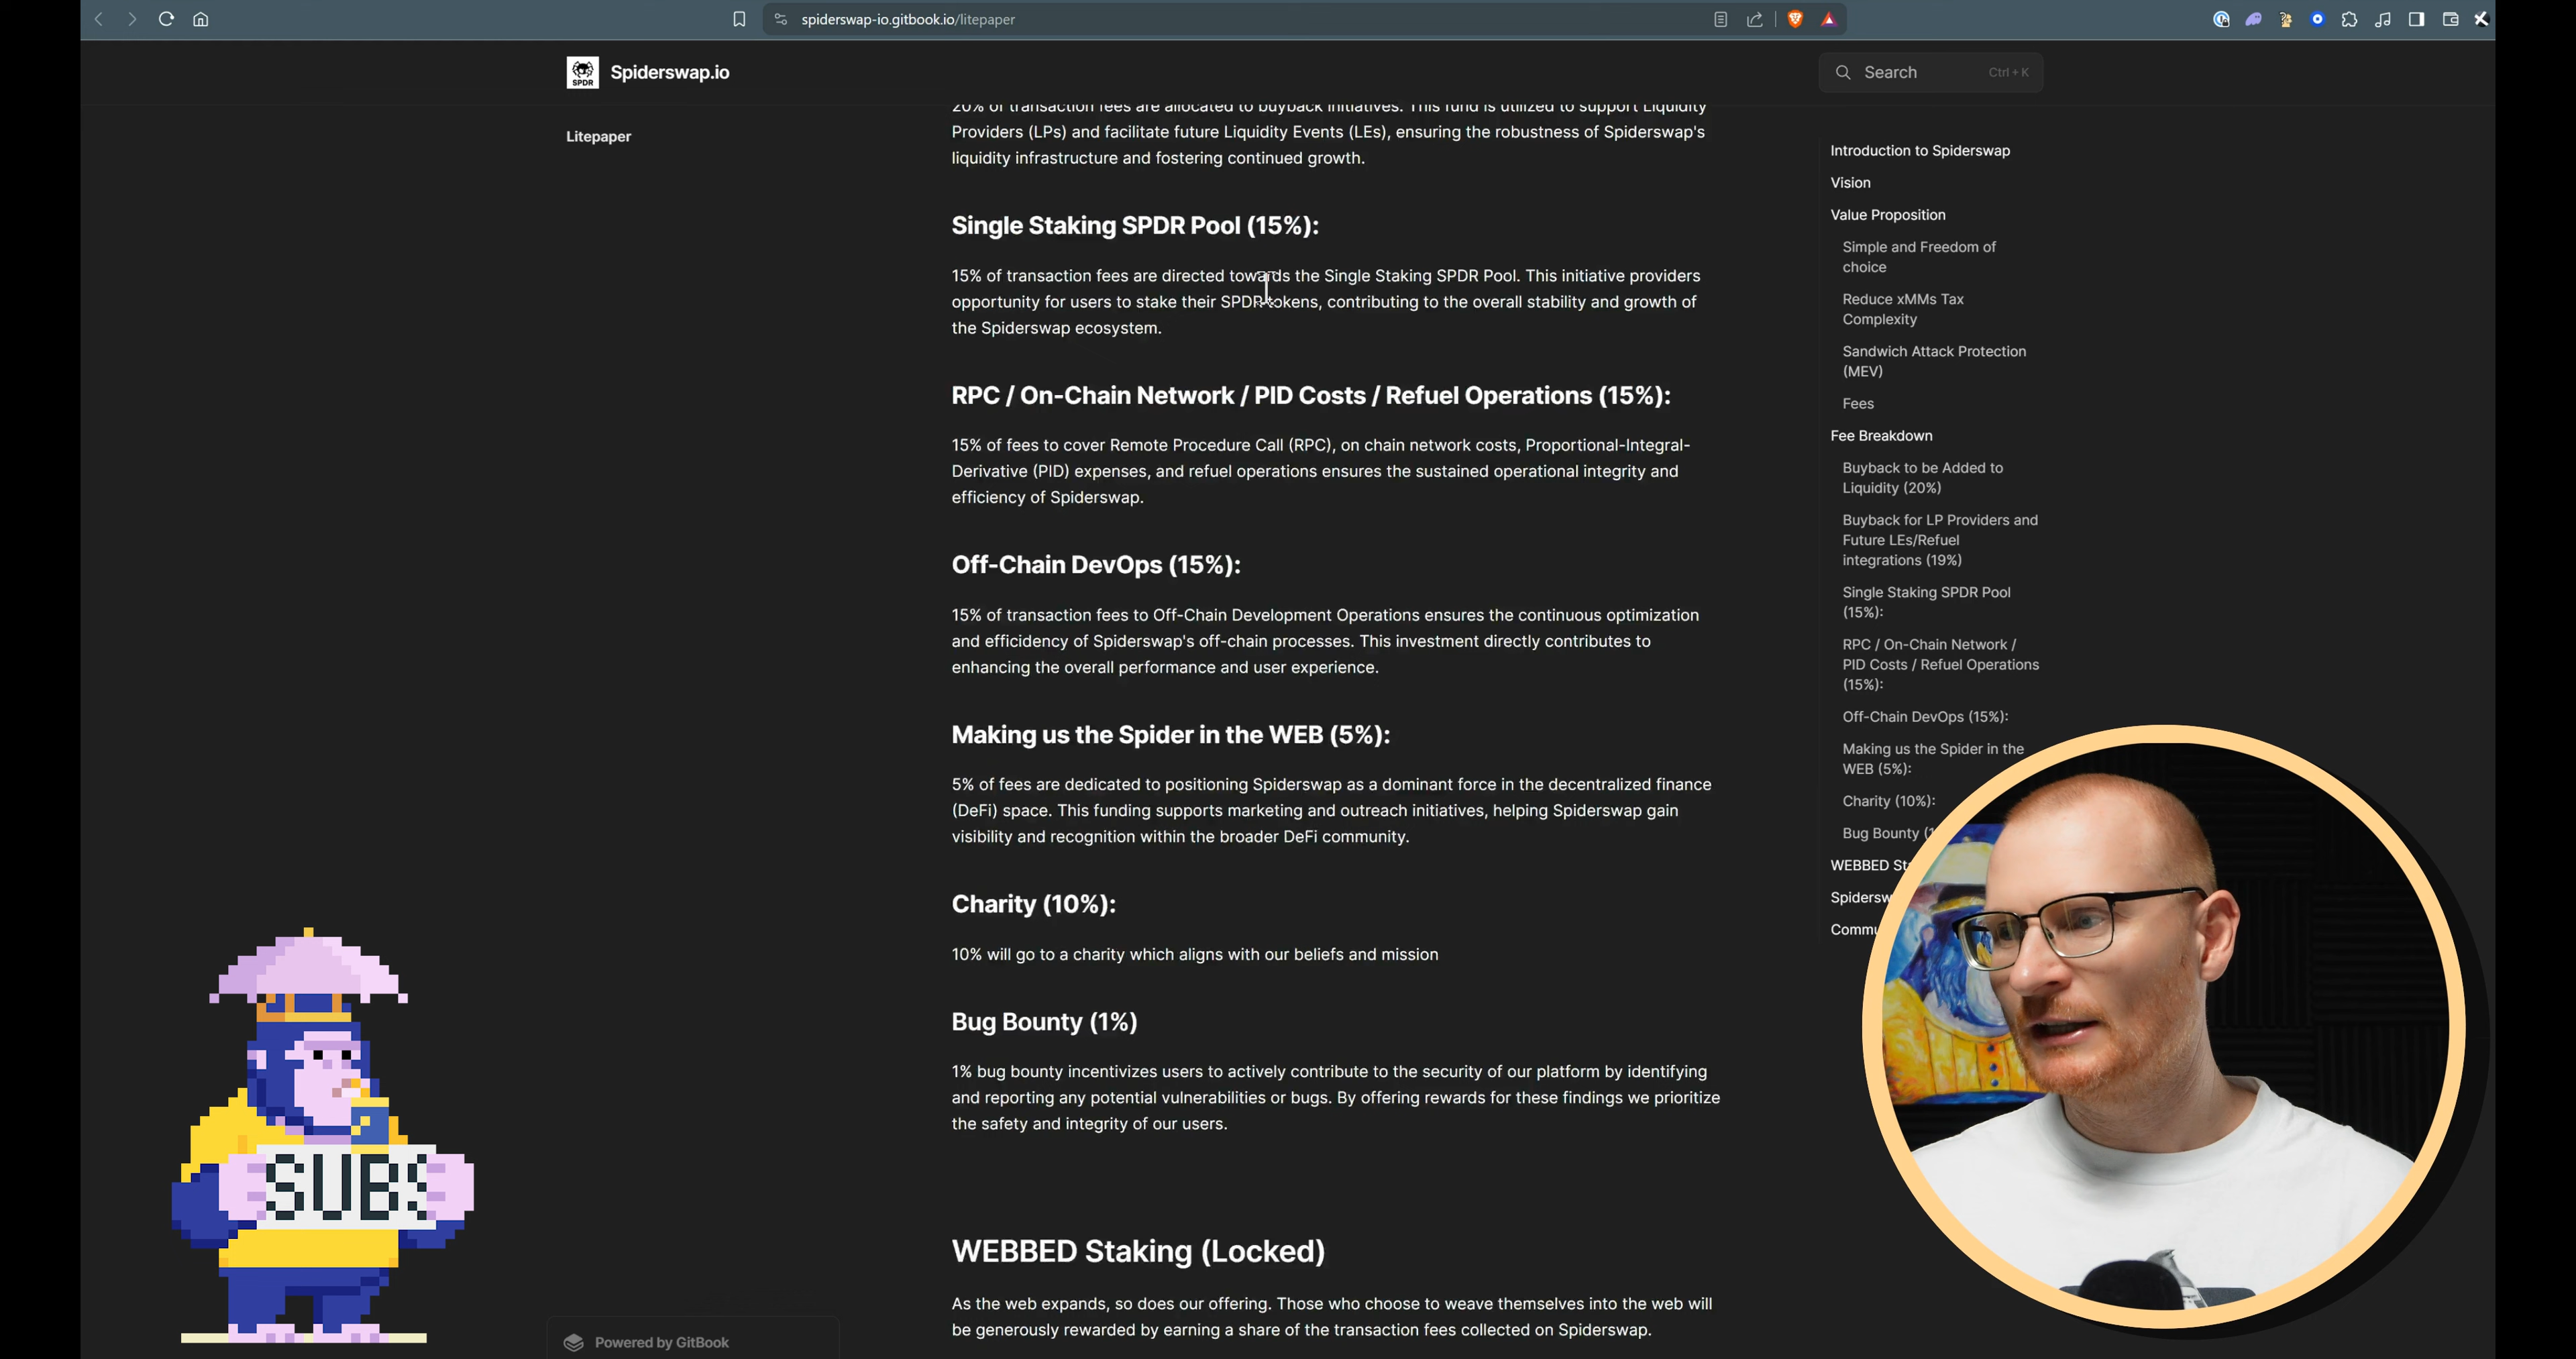 spiderswap-io.gitbook.io/litepaper
SPDR
Spiderswap.io
Search
Ctrl + K
Litepaper
20% of transaction fees are allocated to buyback initiatives. This fund is utilized to support Liquidity
Providers (LPs) and facilitate future Liquidity Events (LEs), ensuring the robustness of Spiderswap's
liquidity infrastructure and fostering continued growth.
Single Staking SPDR Pool (15%):
15% of transaction fees are directed towards the Single Staking SPDR Pool. This initiative providers
opportunity for users to stake their SPDR tokens, contributing to the overall stability and growth of
the Spiderswap ecosystem.
RPC / On-Chain Network / PID Costs / Refuel Operations (15%):
15% of fees to cover Remote Procedure Call (RPC), on chain network costs, Proportional-Integral-
Derivative (PID) expenses, and refuel operations ensures the sustained operational integrity and
efficiency of Spiderswap.
Off-Chain DevOps (15%):
15% of transaction fees to Off-Chain Development Operations ensures the continuous optimization
and efficidency of Spiderswap's off-chain processes. This investment directly contributes to
enhancing the overall performance and user experience.
Making us the Spider in the WEB (5%):
5% of fees are dedicated to positioning Spiderswap as a dominant force in the decentralized finance
(DeFi) space. This funding supports marketing and outreach initiatives, helping Spiderswap gain
visibility and recognition within the broader DeFi community.
Charity (10%):
10% will go to a charity which aligns with our beliefs and mission
Bug Bounty (1%)
1% bug bounty incentivizes users to actively contribute to the security of our platform by identifying
and reporting any potential vulnerabilities or bugs. By offering rewards for these findings we prioritize
the safety and integrity of our users.
WEBBED Staking (Locked)
As the web expands, so does our offering. Those who choose to weave themselves into the web will
be generously rewarded by earning a share of the transaction fees collected on Spiderswap.
Introduction to Spiderswap
Vision
Value Proposition
Simple and Freedom of
choice
Reduce xMMs Tax
Complexity
Sandwich Attack Protection
(MEV)
Fees
Fee Breakdown
Buyback to be Added to
Liquidity (20%)
Buyback for LP Providers and
Future LEs/Refuel
integrations (19%)
Single Staking SPDR Pool
(15%):
RPC / On-Chain Network /
PID Costs / Refuel Operations
(15%):
Off-Chain DevOps (15%):
Making us the Spider in the
WEB (5%):
Charity (10%):
Bug Bounty
WEBBED
SUBS
Powered by GitBook